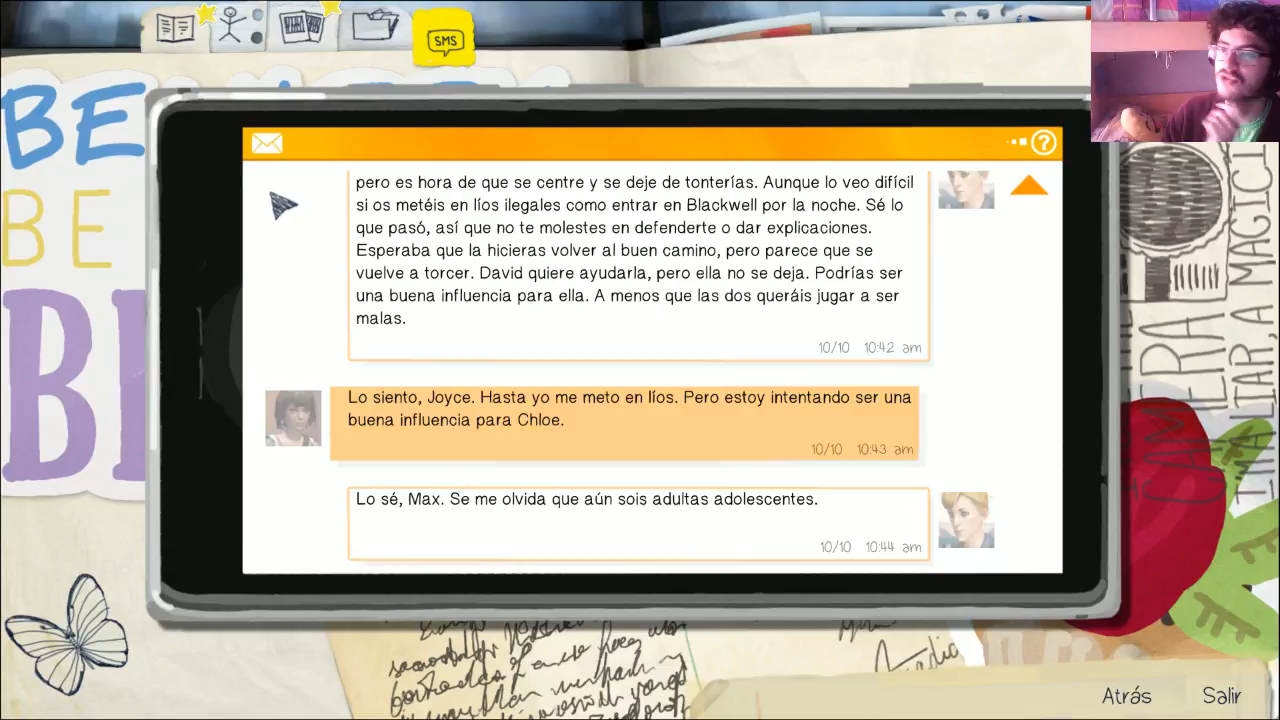 SMS
BE
BE
pero es hora de que se centre y se deje de tonterías. Aunque lo veo difícil
si os metéis en líos ilegales como entrar en Blackwell por la noche. Sé lo
que pasó, así que no te molestes en defenderte o dar explicaciones.
Esperaba que la hicieras volver al buen camino, pero parece que se
vuelve a torcer. David quiere ayudarla, pero ella no se deja. Podrías ser
una buena influencia para ella. A menos que las dos queráis jugar a ser
malas.
10/10 10:42 am
Lo siento, Joyce. Hasta yo me meto en líos. Pero estoy intentando ser una
buena influencia para Chloe.
10/10 10:43 am
Lo sé, Max. Se me olvida que aún sois adultas adolescentes.
10/10 10:44 am
Atrás
Salir